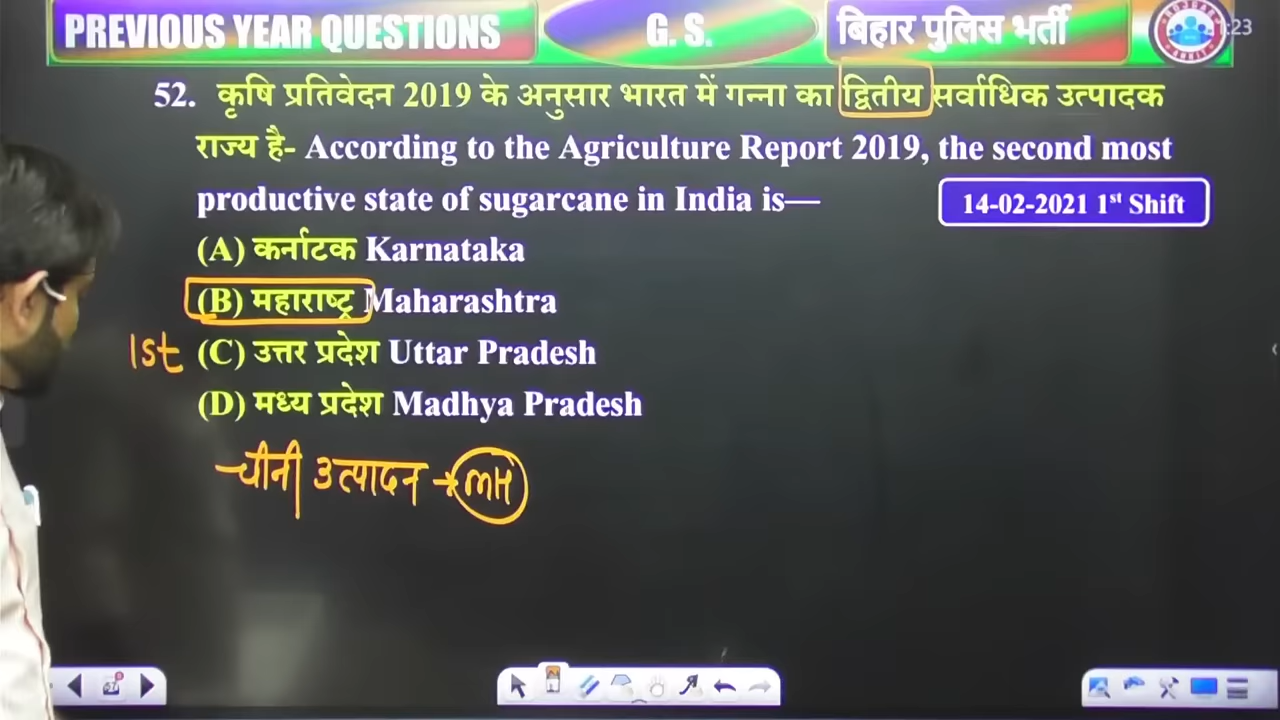 PREVIOUS YEAR QUESTIONS G. S. बिहार पुलिस भर्ती
:23
52. कृषि प्रतिवेदन 2019 के अनुसार भारत में गन्ना का द्वितीय सर्वाधिक उत्पादक
राज्य है- According to the Agriculture Report 2019, the second most
productive state of sugarcane in India is—
14-02-2021 1st Shift
(A) कर्नाटक Karnataka
(B) महाराष्ट्र Maharashtra
1st (C) उत्तर प्रदेश Uttar Pradesh
(D) मध्य प्रदेश Madhya Pradesh
चीनी उत्पादन → MH